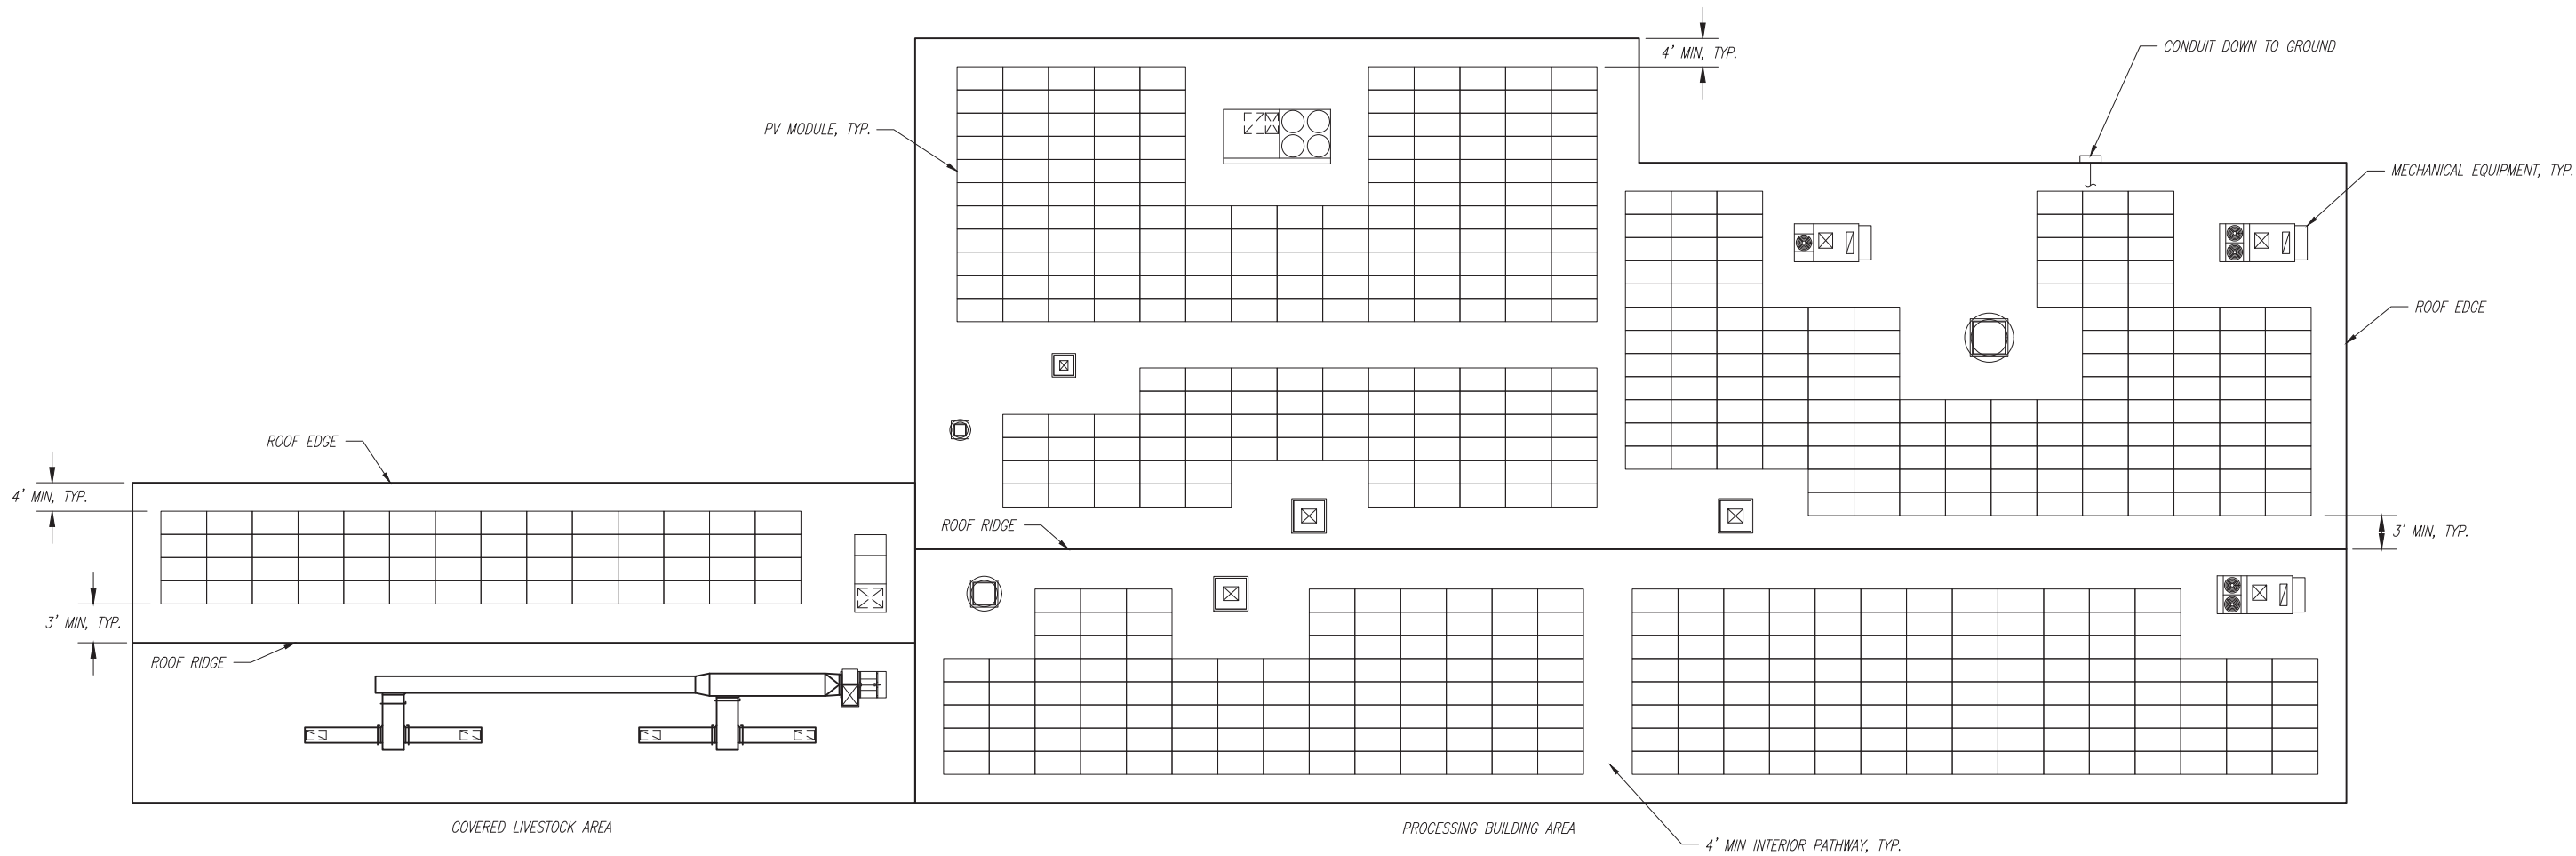 4' MIN, TYP.
CONDUIT DOWN TO GROUND
PV MODULE, TYP.
MECHANICAL EQUIPMENT, TYP.
ROOF EDGE
ROOF EDGE
4' MIN, TYP.
ROOF RIDGE
3' MIN, TYP.
3' MIN, TYP.
ROOF RIDGE
COVERED LIVESTOCK AREA
PROCESSING BUILDING AREA
4' MIN INTERIOR PATHWAY, TYP.